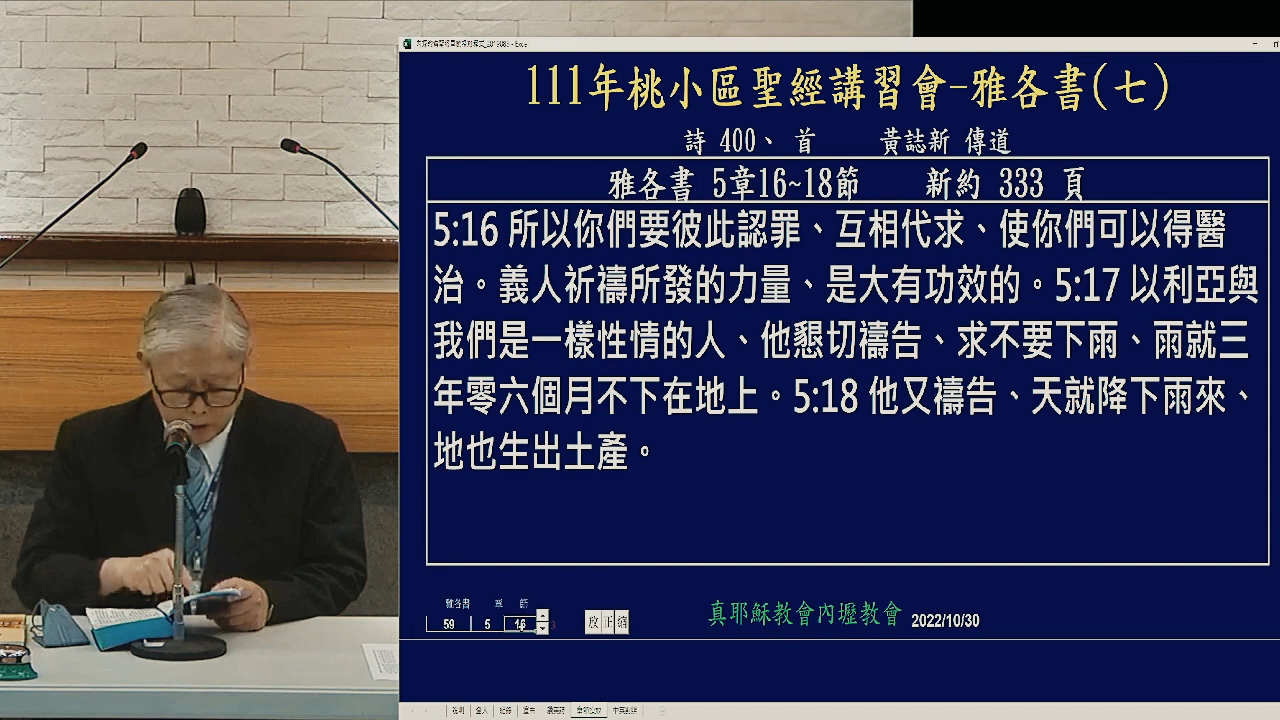 111年桃小區聖經講習會-雅各書(七)
詩 400、 首 黃誌新 傳道
雅各書 5章16~18節 新約 333 頁
5:16 所以你們要彼此認罪、互相代求、使你們可以得醫
治。義人祈禱所發的力量、是大有功效的。5:17 以利亞與
我們是一樣性情的人、他懇切禱告、求不要下雨、雨就三
年零六個月不下在地上。5:18 他又禱告、天就降下雨來、
地也生出土產。
雅各書 章 節
59 5 16
真耶穌教會內壢教會 2022/10/30